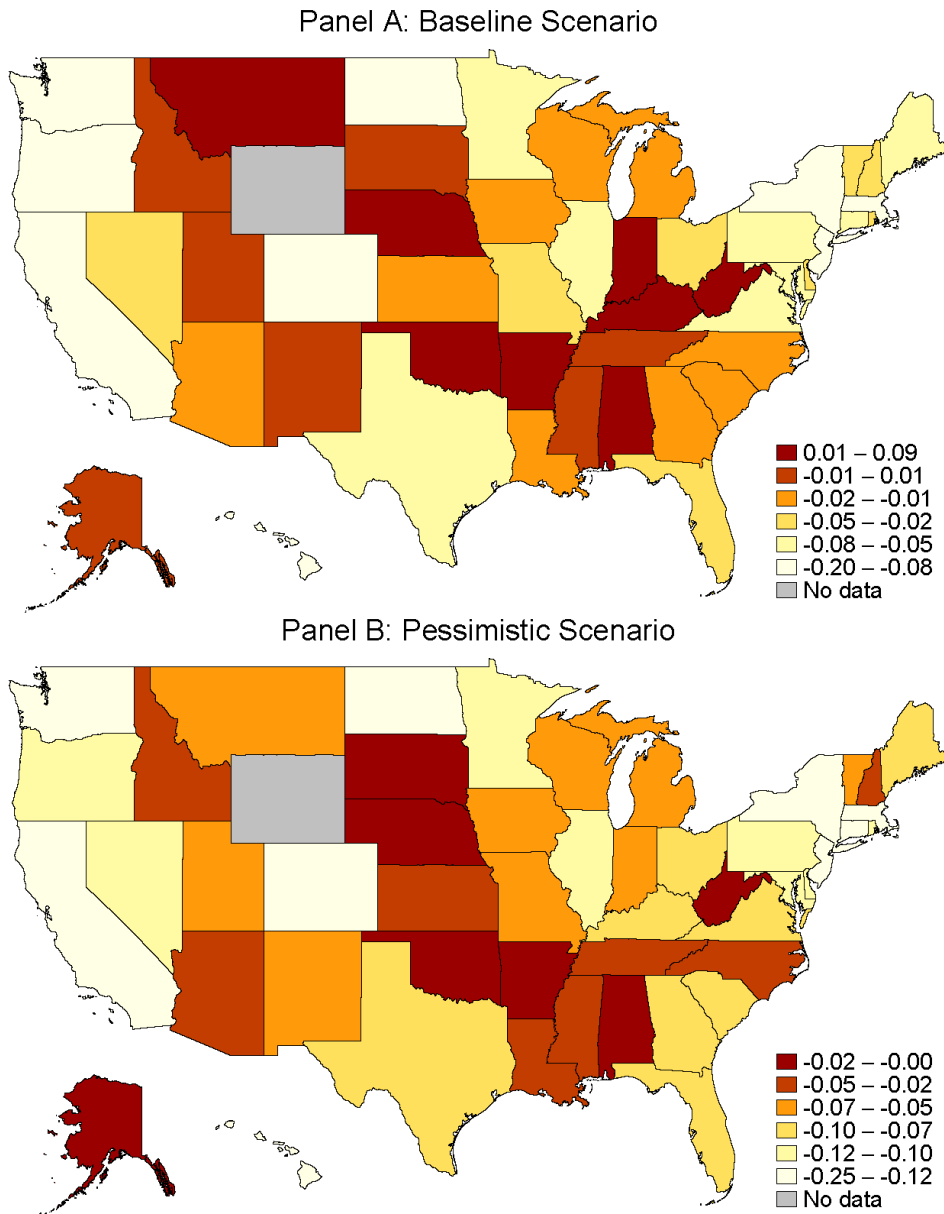 Panel A: Baseline Scenario
0.01 – 0.09
-0.01 – 0.01
-0.02 – -0.01
-0.05 – -0.02
-0.08 – -0.05
-0.20 – -0.08
No data
Panel B: Pessimistic Scenario
-0.02 – -0.00
-0.05 – -0.02
-0.07 – -0.05
-0.10 – -0.07
-0.12 – -0.10
-0.25 – -0.12
No data